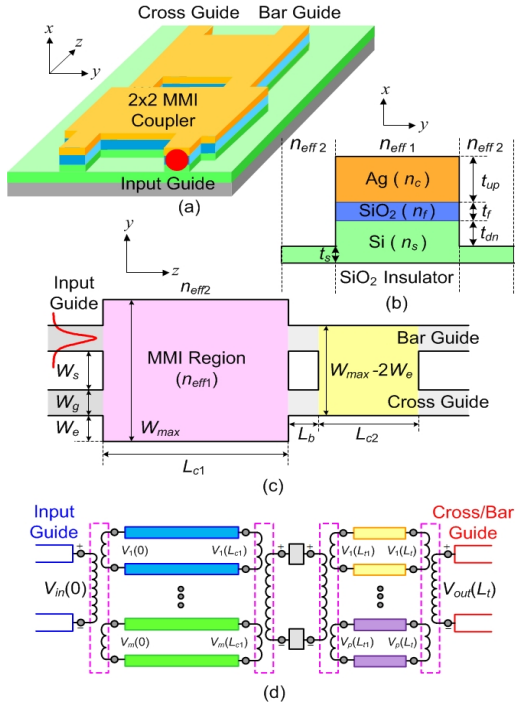 Cross Guide Bar Guide
x
z
y
2x2 MMI
Coupler
Input Guide
(a)
x
y
n_eff 2 n_eff 1 n_eff 2
Ag ( n_c )
t_up
SiO₂ ( n_f )
t_f
Si ( n_s )
t_dn
t_s
SiO₂ Insulator
(b)
y
z
Input
Guide
n_eff2
MMI Region
(n_eff1)
W_s
W_g
W_e
W_max
L_c1
Bar Guide
W_max-2W_e
Cross Guide
L_b
L_c2
(c)
Input
Guide
Cross/Bar
Guide
V_in(0)
V_1(0) V_1(L_c1)
V_1(L_t1) V_1(L_t)
V_out(L_t)
V_m(0) V_m(L_c1)
V_p(L_t1) V_p(L_t)
+ + + +
- - - -
(d)